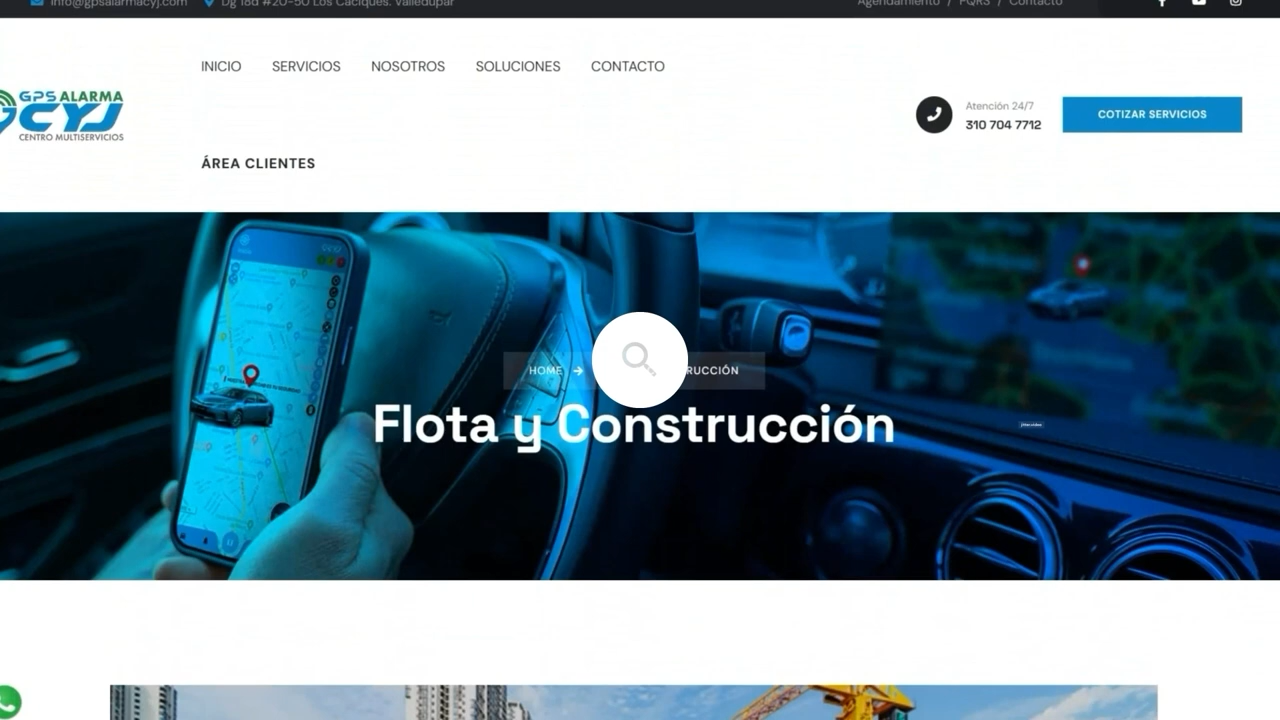 info@gpsalarmacyj.com
Dg 18d #20-50 Los Caciques. Valledupar
Agendamiento / PQRS / Contacto
INICIO SERVICIOS NOSOTROS SOLUCIONES CONTACTO
GPS ALARMA
CYJ
CENTRO MULTISERVICIOS
Atención 24/7
310 704 7712
COTIZAR SERVICIOS
ÁREA CLIENTES
HOME
Flota y Construcción